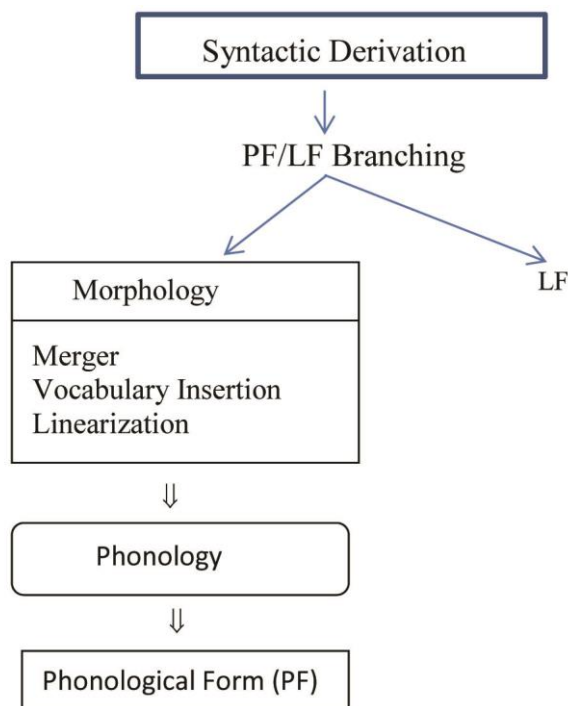 Syntactic Derivation
PF/LF Branching
LF
Morphology
Merger
Vocabulary Insertion
Linearization
Phonology
Phonological Form (PF)